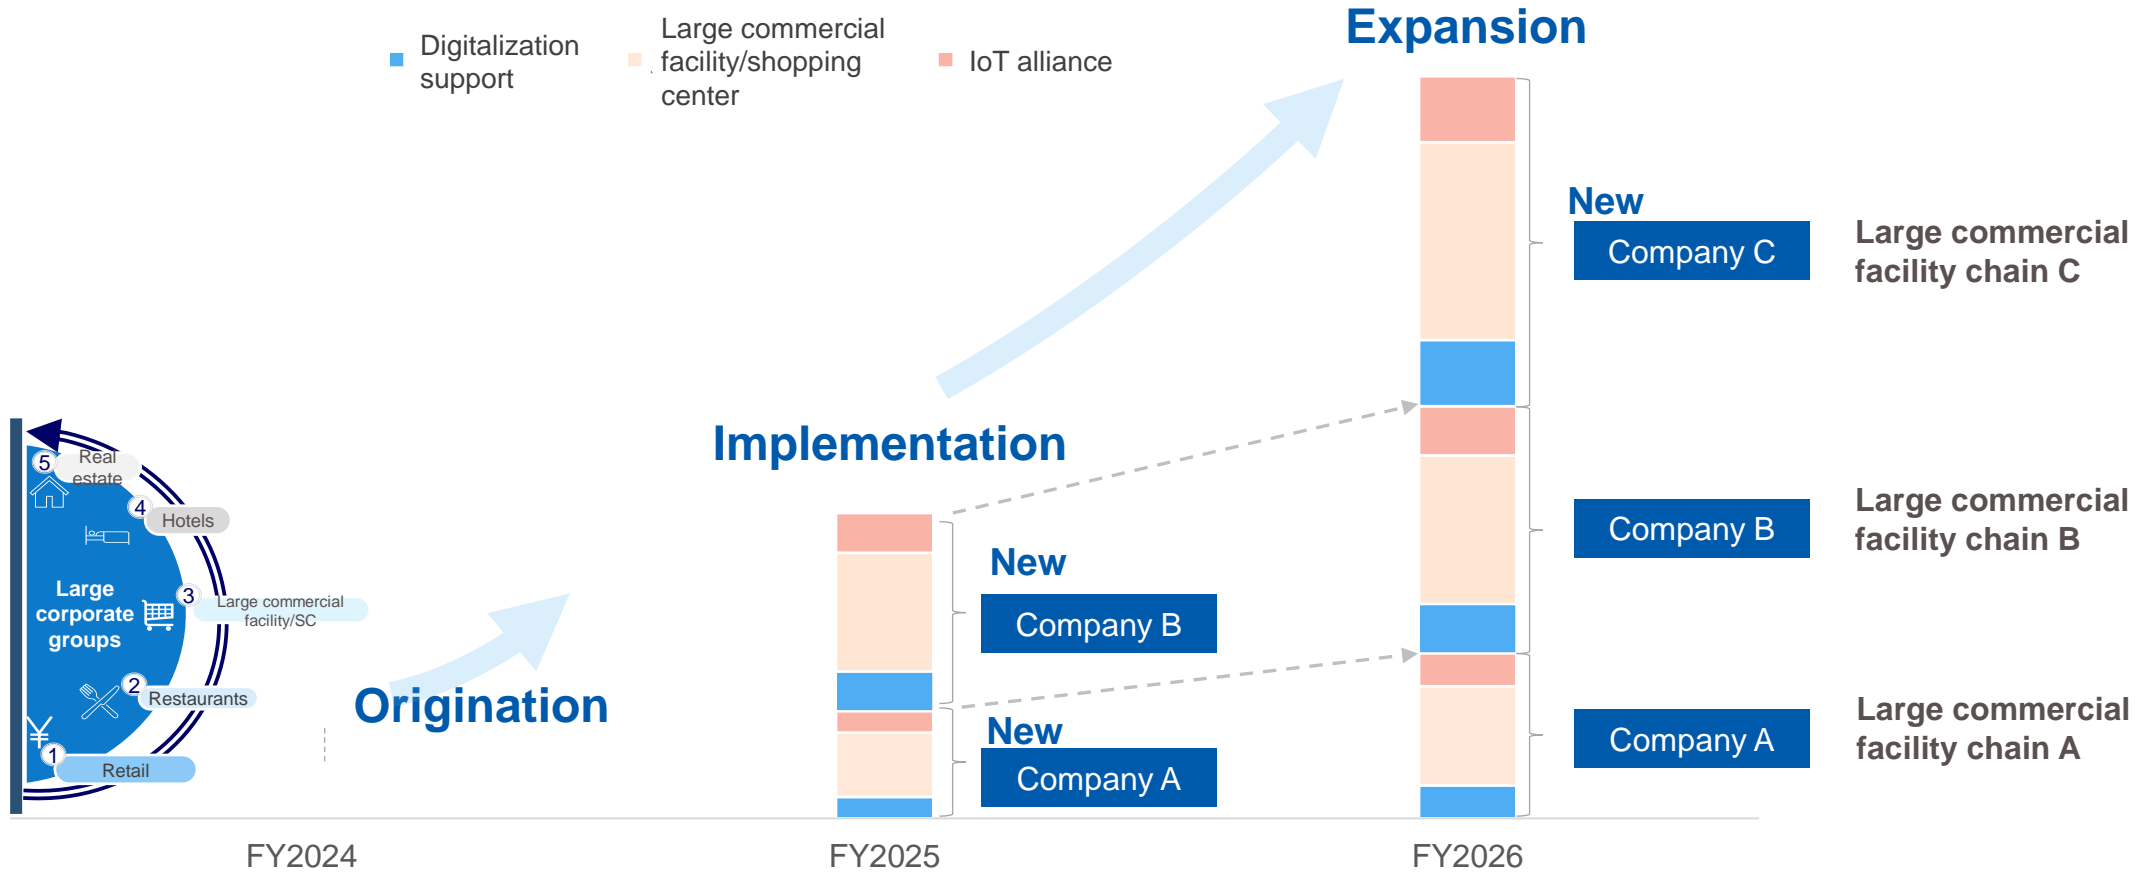 Digitalization
support
Large commercial
facility/shopping
center
IoT alliance
Expansion
New
Company C
Large commercial
facility chain C
Implementation
5
Real
estate
4
Hotels
Large
corporate
groups
3
Large commercial
facility/SC
2
Restaurants
¥
1
Retail
Origination
New
Company B
New
Company A
Company B
Large commercial
facility chain B
Company A
Large commercial
facility chain A
FY2024
FY2025
FY2026